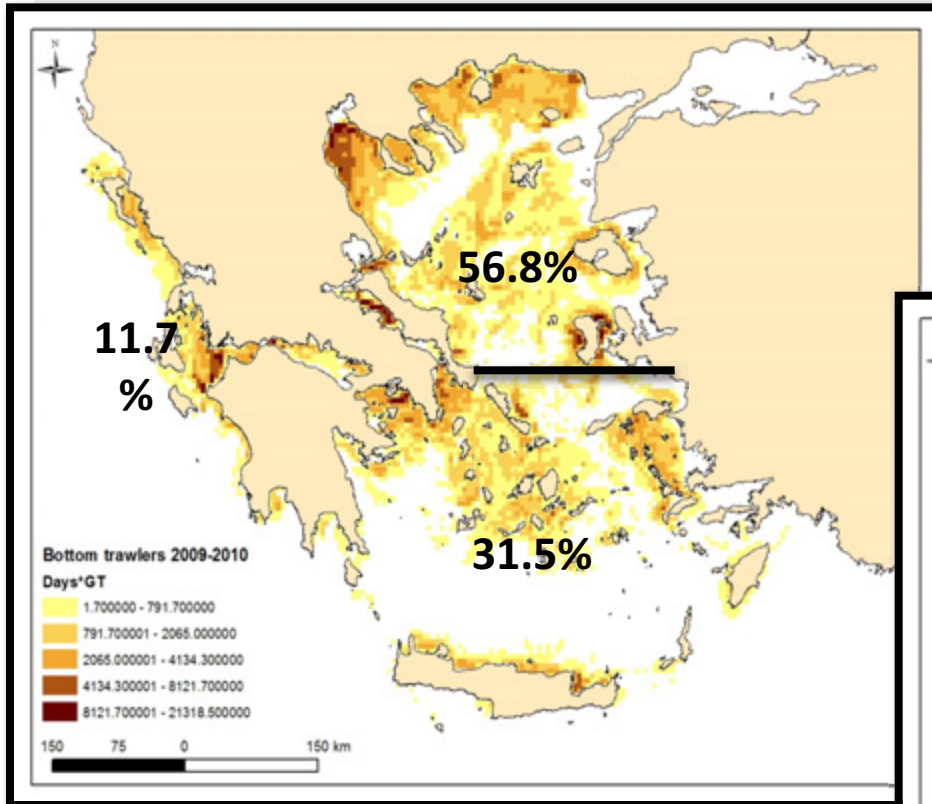 N
56.8%
11.7
%
31.5%
Bottom trawlers 2009-2010
Days*GT
1.700000 - 791.700000
791.700001 - 2065.000000
2065.000001 - 4134.300000
4134.300001 - 8121.700000
8121.700001 - 21318.500000
150 75 0 150 km